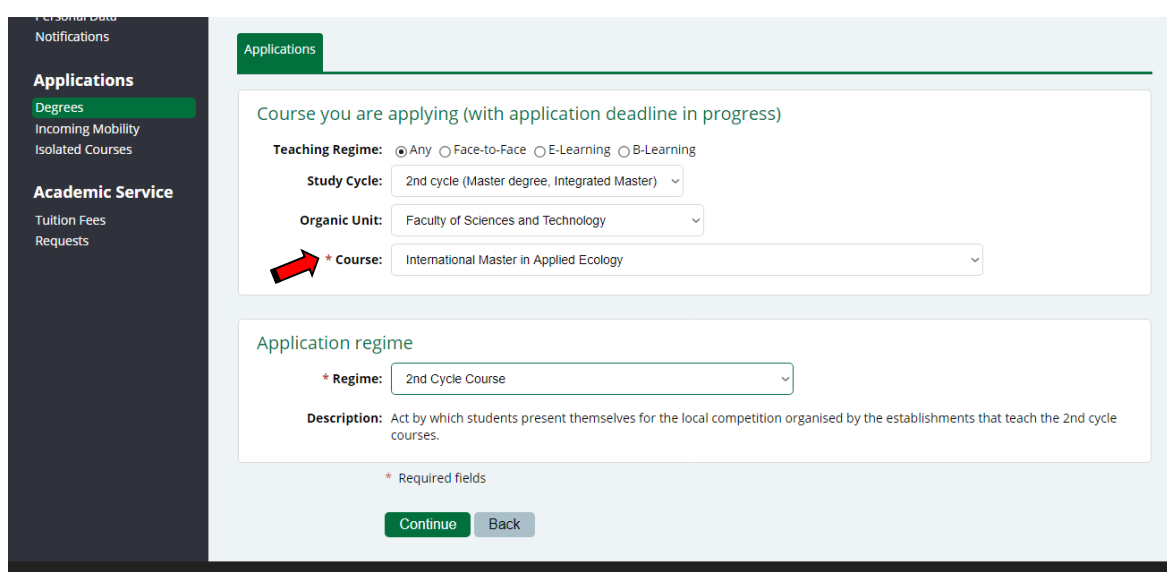 Personal Data
Notifications
Applications
Degrees
Incoming Mobility
Isolated Courses
Academic Service
Tuition Fees
Requests
Applications
Course you are applying (with application deadline in progress)
Teaching Regime: Any Face-to-Face E-Learning B-Learning
Study Cycle: 2nd cycle (Master degree, Integrated Master)
Organic Unit: Faculty of Sciences and Technology
* Course: International Master in Applied Ecology
Application regime
* Regime: 2nd Cycle Course
Description: Act by which students present themselves for the local competition organised by the establishments that teach the 2nd cycle
courses.
* Required fields
Continue Back